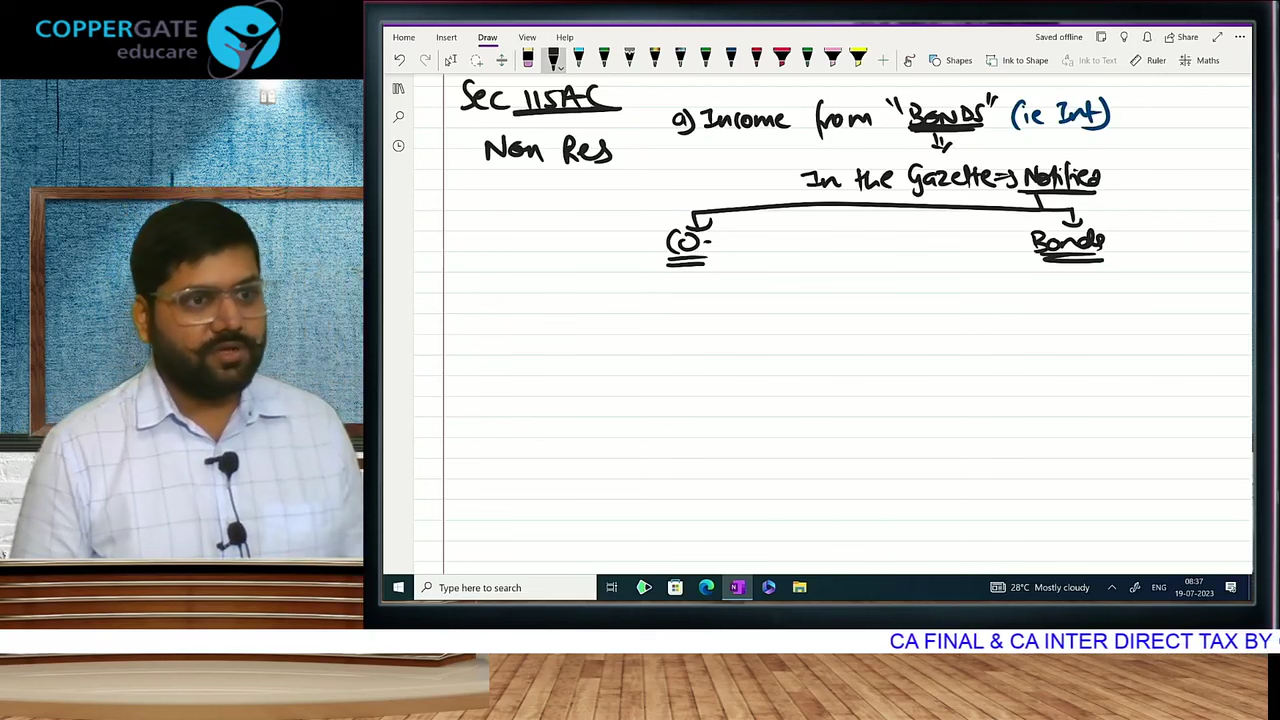 COPPERGATE
educare
Home Insert Draw View Help
Saved offline
Share
Shapes
Ink to Shape
Ink to Text
Ruler
Maths
Sec 115AC
Non Res
a) Income from "BONDS" (ie Int)
In the Gazette => Notified
Co.
Bonds
Type here to search
28°C Mostly cloudy
ENG
08:37
19-07-2023
CA FINAL & CA INTER DIRECT TAX BY